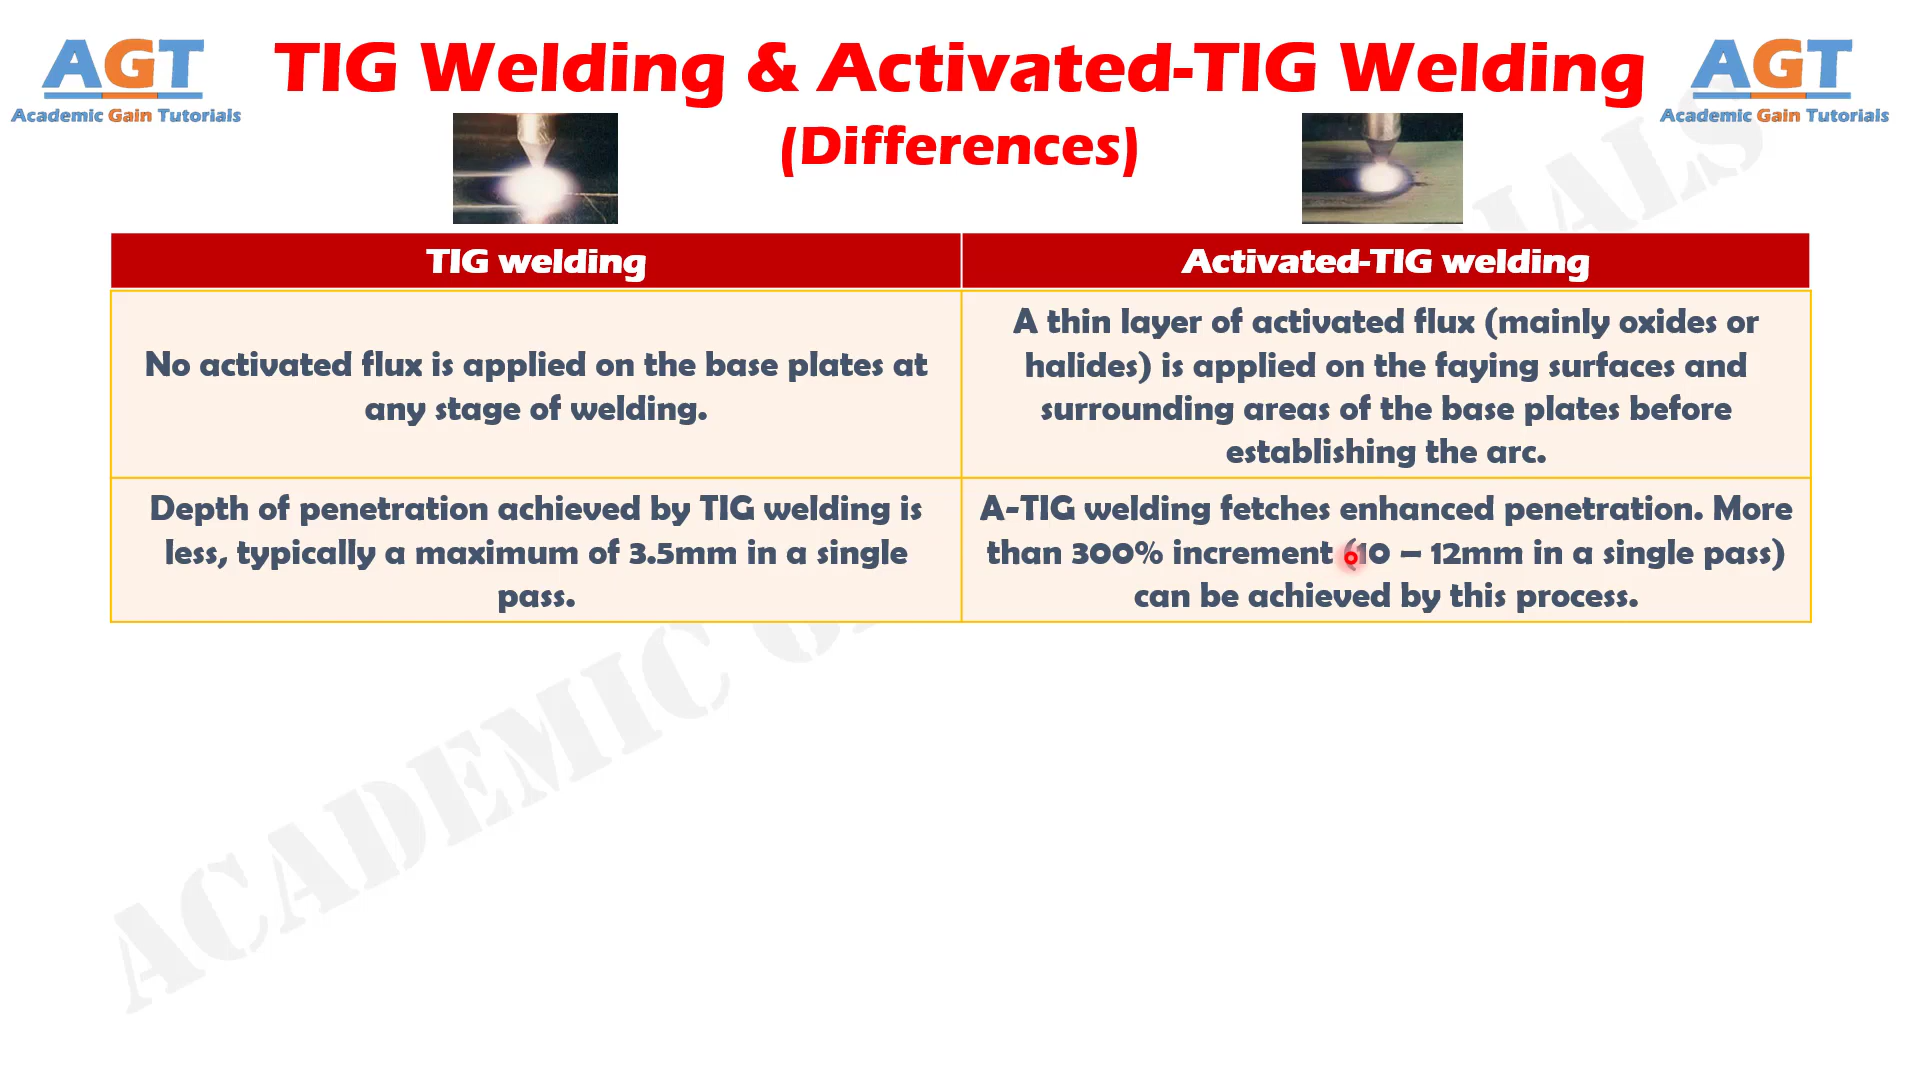 AGT
Academic Gain Tutorials
TIG Welding & Activated-TIG Welding
(Differences)
AGT
Academic Gain Tutorials
TIG welding
Activated-TIG welding
No activated flux is applied on the base plates at
any stage of welding.
A thin layer of activated flux (mainly oxides or
halides) is applied on the faying surfaces and
surrounding areas of the base plates before
establishing the arc.
Depth of penetration achieved by TIG welding is
less, typically a maximum of 3.5mm in a single
pass.
A-TIG welding fetches enhanced penetration. More
than 300% increment (10 – 12mm in a single pass)
can be achieved by this process.
ACADEMIC